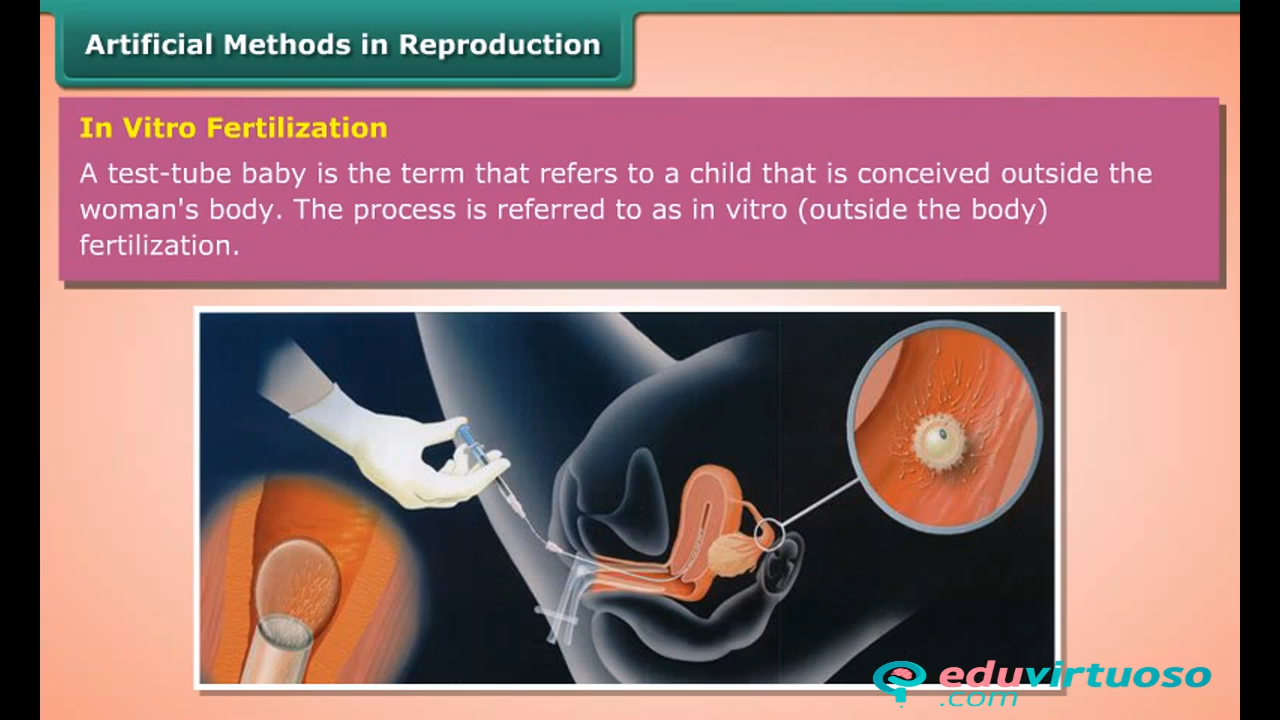 Artificial Methods in Reproduction
In Vitro Fertilization
A test-tube baby is the term that refers to a child that is conceived outside the
woman's body. The process is referred to as in vitro (outside the body)
fertilization.
eduvirtuoso
.com